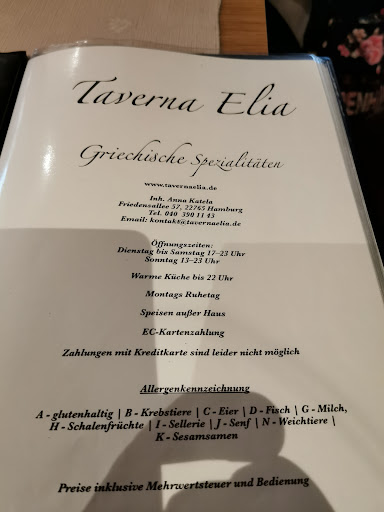 Taverna Elia
Griechische Spezialitäten
www.tavernaelia.de
Inh. Anna Katela
Friedensallee 57, 22765 Hamburg
Tel. 040 390 11 43
Email: kontakt@tavernaelia.de
Öffnungszeiten:
Dienstag bis Samstag 17–23 Uhr
Sonntag 13–23 Uhr
Warme Küche bis 22 Uhr
Montags Ruhetag
Speisen außer Haus
EC-Kartenzahlung
Zahlungen mit Kreditkarte sind leider nicht möglich
Allergenkennzeichnung
A - glutenhaltig | B - Krebstiere | C - Eier | D - Fisch | G - Milch,
H - Schalenfrüchte | I - Sellerie | J - Senf | N - Weichtiere |
K - Sesamsamen
Preise inklusive Mehrwertsteuer und Bedienung